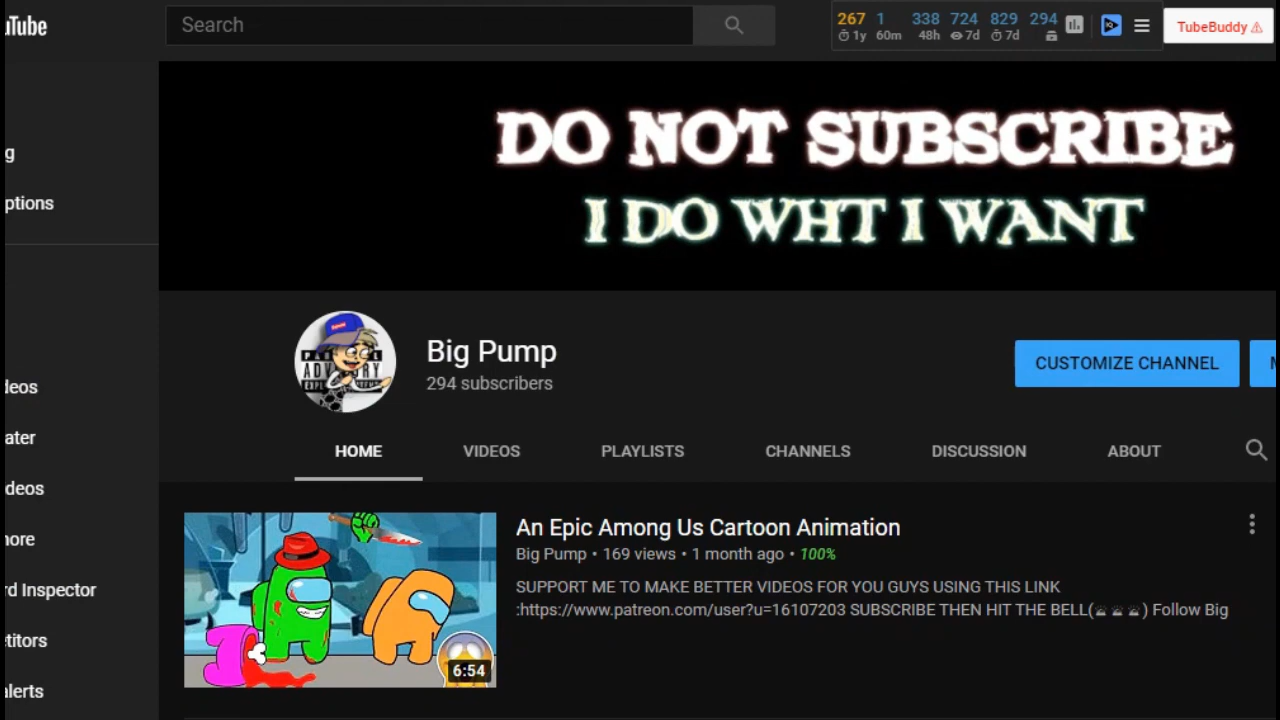 uTube
Search
267 1 338 724 829 294
1y 60m 48h 7d 7d
TubeBuddy
DO NOT SUBSCRIBE
I DO WHT I WANT
g
ptions
Big Pump
294 subscribers
CUSTOMIZE CHANNEL
HOME VIDEOS PLAYLISTS CHANNELS DISCUSSION ABOUT
deos
ater
deos
nore
rd Inspector
titors
alerts
An Epic Among Us Cartoon Animation
Big Pump • 169 views • 1 month ago • 100%
SUPPORT ME TO MAKE BETTER VIDEOS FOR YOU GUYS USING THIS LINK
:https://www.patreon.com/user?u=16107203 SUBSCRIBE THEN HIT THE BELL( ) Follow Big
6:54